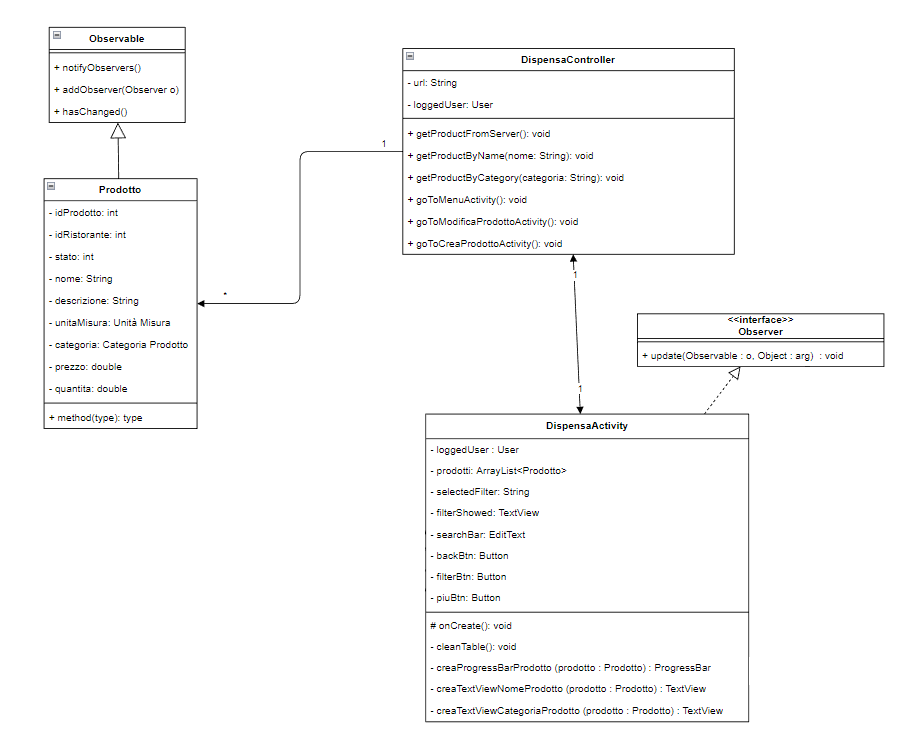 Observable
+ notifyObservers()
+ addObserver(Observer o)
+ hasChanged()
Prodotto
- idProdotto: int
- idRistorante: int
- stato: int
- nome: String
- descrizione: String
- unitaMisura: Unità Misura
- categoria: Categoria Prodotto
- prezzo: double
- quantita: double
+ method(type): type
*
1
DispensaController
- url: String
- loggedUser: User
+ getProductFromServer(): void
+ getProductByName(nome: String): void
+ getProductByCategory(categoria: String): void
+ goToMenuActivity(): void
+ goToModificaProdottoActivity(): void
+ goToCreaProdottoActivity(): void
1
1
<<interface>>
Observer
+ update(Observable : o, Object : arg) : void
DispensaActivity
- loggedUser : User
- prodotti: ArrayList<Prodotto>
- selectedFilter: String
- filterShowed: TextView
- searchBar: EditText
- backBtn: Button
- filterBtn: Button
- piuBtn: Button
# onCreate(): void
- cleanTable(): void
- creaProgressBarProdotto (prodotto : Prodotto) : ProgressBar
- creaTextViewNomeProdotto (prodotto : Prodotto) : TextView
- creaTextViewCategoriaProdotto (prodotto : Prodotto) : TextView